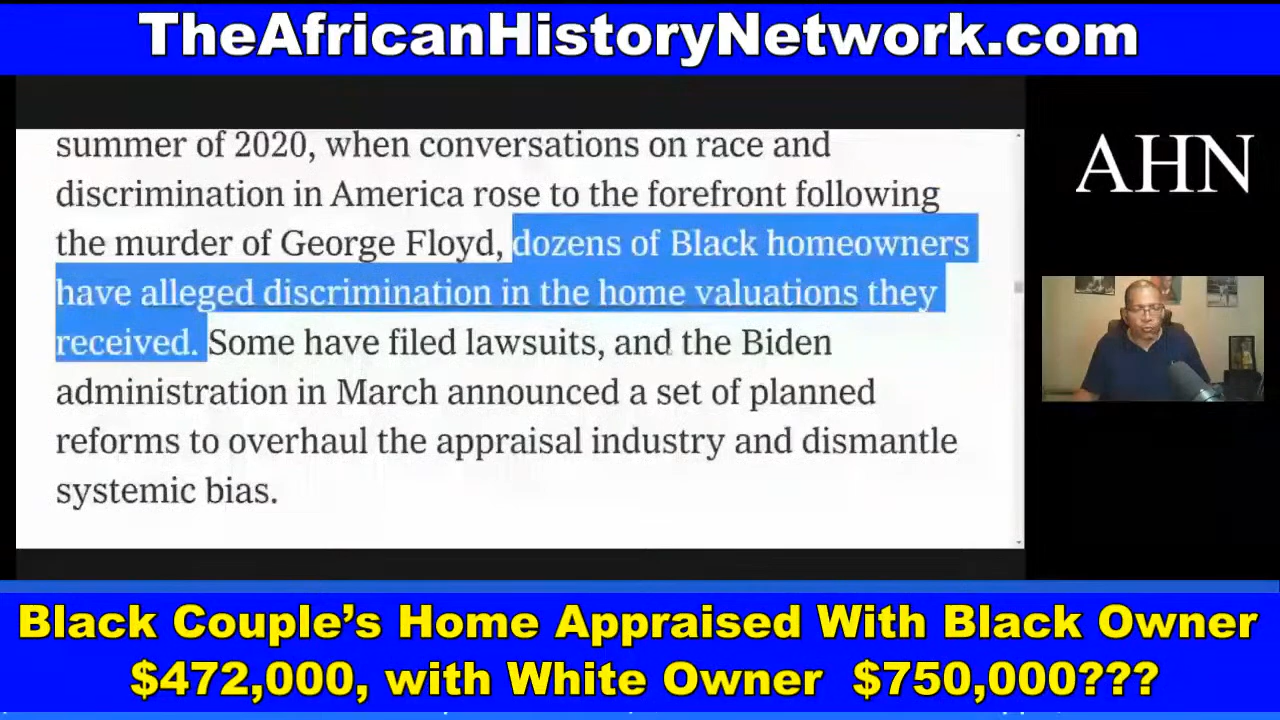 TheAfricanHistoryNetwork.com
AHN
summer of 2020, when conversations on race and
discrimination in America rose to the forefront following
the murder of George Floyd, dozens of Black homeowners
have alleged discrimination in the home valuations they
received. Some have filed lawsuits, and the Biden
administration in March announced a set of planned
reforms to overhaul the appraisal industry and dismantle
systemic bias.
Black Couple’s Home Appraised With Black Owner
$472,000, with White Owner $750,000???